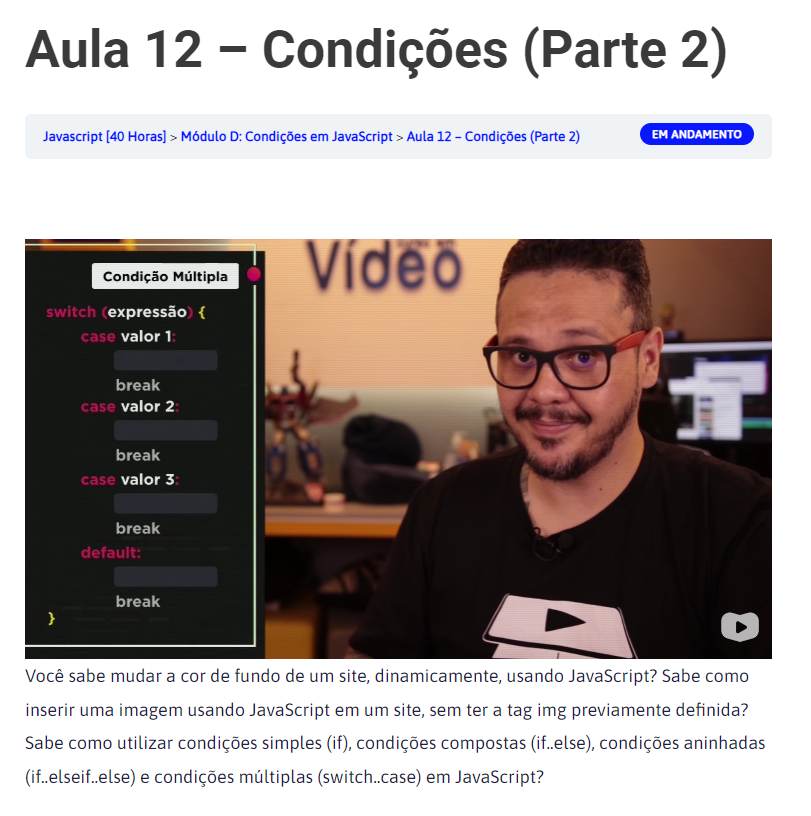 Aula 12 – Condições (Parte 2)
Javascript [40 Horas] > Módulo D: Condições em JavaScript > Aula 12 – Condições (Parte 2)
EM ANDAMENTO
Vídeo
Condição Múltipla
switch (expressão) {
case valor 1:
break
case valor 2:
break
case valor 3:
break
default:
break
}
Você sabe mudar a cor de fundo de um site, dinamicamente, usando JavaScript? Sabe como
inserir uma imagem usando JavaScript em um site, sem ter a tag img previamente definida?
Sabe como utilizar condições simples (if), condições compostas (if..else), condições aninhadas
(if..elseif..else) e condições múltiplas (switch..case) em JavaScript?